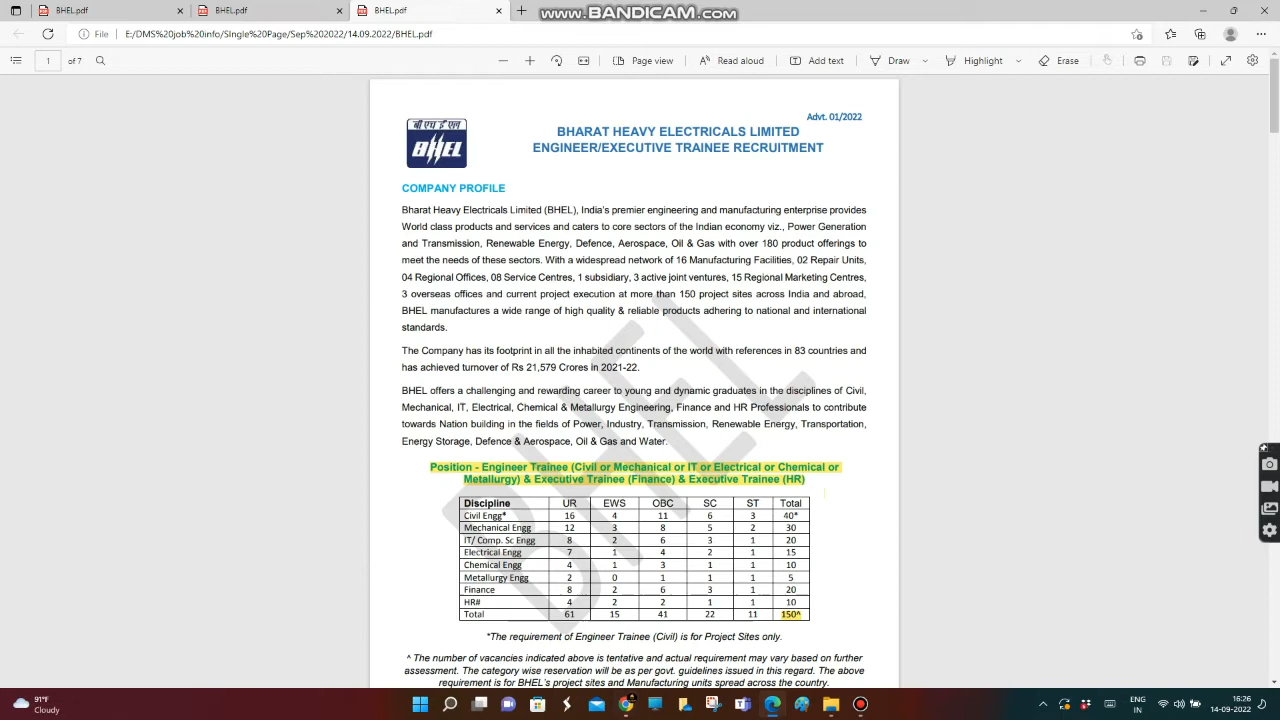 BHEL.pdf
BHEL.pdf
BHEL.pdf
www.BANDICAM.com
File E:/DMS%20job%20info/SIngle%20Page/Sep%202022/14.09.2022/BHEL.pdf
1 of 7 Page view Read aloud Add text Draw Highlight Erase
Advt. 01/2022
बी एच ई एल
BHEL
BHARAT HEAVY ELECTRICALS LIMITED
ENGINEER/EXECUTIVE TRAINEE RECRUITMENT
COMPANY PROFILE
Bharat Heavy Electricals Limited (BHEL), India's premier engineering and manufacturing enterprise provides
World class products and services and caters to core sectors of the Indian economy viz., Power Generation
and Transmission, Renewable Energy, Defence, Aerospace, Oil & Gas with over 180 product offerings to
meet the needs of these sectors. With a widespread network of 16 Manufacturing Facilities, 02 Repair Units,
04 Regional Offices, 08 Service Centres, 1 subsidiary, 3 active joint ventures, 15 Regional Marketing Centres,
3 overseas offices and current project execution at more than 150 project sites across India and abroad,
BHEL manufactures a wide range of high quality & reliable products adhering to national and international
standards.
The Company has its footprint in all the inhabited continents of the world with references in 83 countries and
has achieved turnover of Rs 21,579 Crores in 2021-22.
BHEL offers a challenging and rewarding career to young and dynamic graduates in the disciplines of Civil,
Mechanical, IT, Electrical, Chemical & Metallurgy Engineering, Finance and HR Professionals to contribute
towards Nation building in the fields of Power, Industry, Transmission, Renewable Energy, Transportation,
Energy Storage, Defence & Aerospace, Oil & Gas and Water.
Position - Engineer Trainee (Civil or Mechanical or IT or Electrical or Chemical or
Metallurgy) & Executive Trainee (Finance) & Executive Trainee (HR)
Discipline UR EWS OBC SC ST Total
Civil Engg* 16 4 11 6 3 40*
Mechanical Engg 12 3 8 5 2 30
IT/ Comp. Sc Engg 8 2 6 3 1 20
Electrical Engg 7 1 4 2 1 15
Chemical Engg 4 1 3 1 1 10
Metallurgy Engg 2 0 1 1 1 5
Finance 8 2 6 3 1 20
HR# 4 2 2 1 1 10
Total 61 15 41 22 11 150^
*The requirement of Engineer Trainee (Civil) is for Project Sites only.
^ The number of vacancies indicated above is tentative and actual requirement may vary based on further
assessment. The category wise reservation will be as per govt. guidelines issued in this regard. The above
requirement is for BHEL's project sites and Manufacturing units spread across the country.
BHEL
91°F
Cloudy
ENG
IN
16:26
14-09-2022